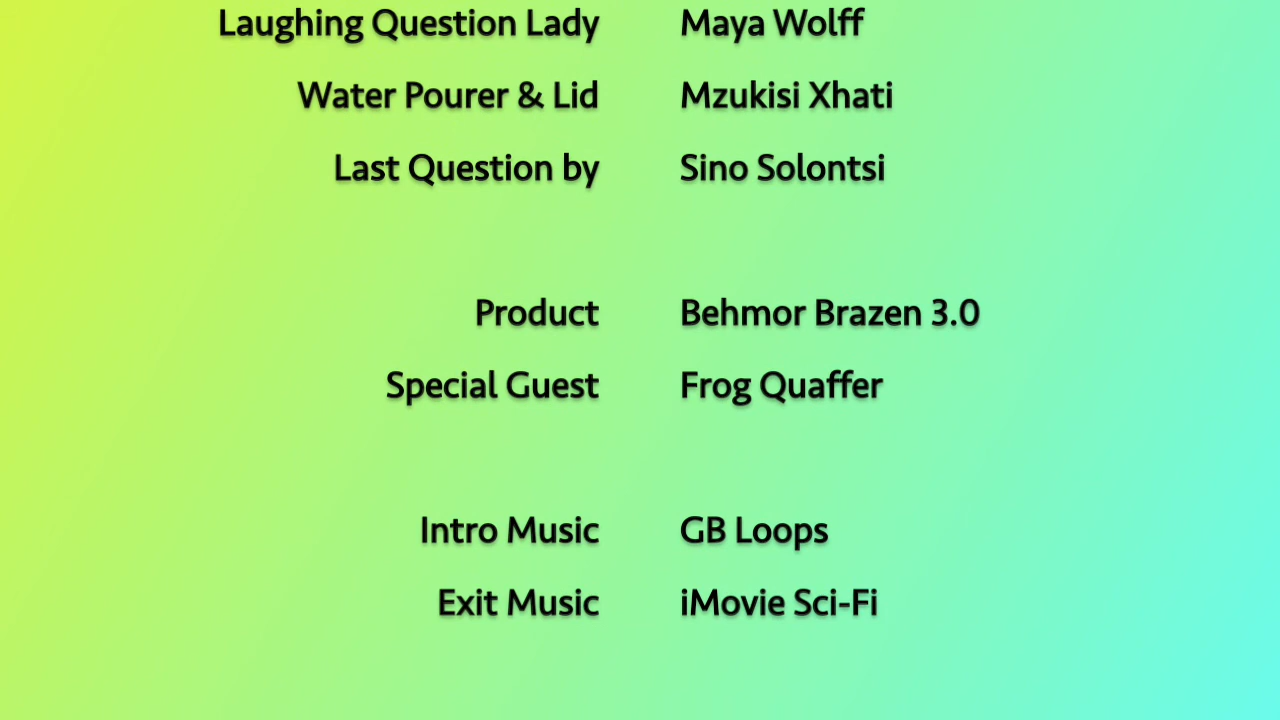 Laughing Question Lady Maya Wolff
Water Pourer & Lid Mzukisi Xhati
Last Question by Sino Solontsi
Product Behmor Brazen 3.0
Special Guest Frog Quaffer
Intro Music GB Loops
Exit Music iMovie Sci-Fi